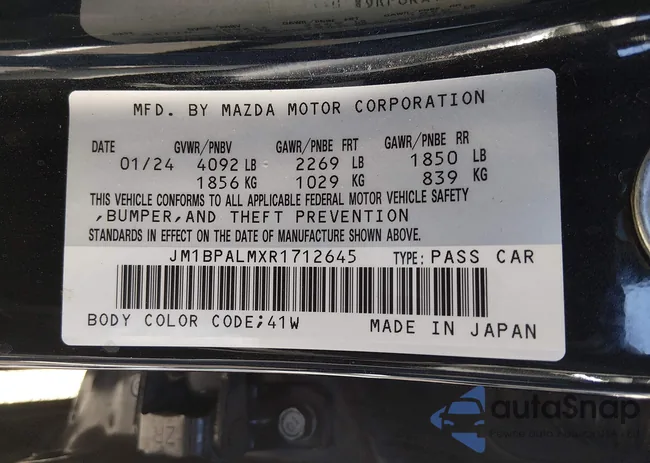 MFD. BY MAZDA MOTOR CORPORATION
DATE GVWR/PNBV GAWR/PNBE FRT GAWR/PNBE RR
01/24 4092 LB 2269 LB 1850 LB
1856 KG 1029 KG 839 KG
THIS VEHICLE CONFORMS TO ALL APPLICABLE FEDERAL MOTOR VEHICLE SAFETY
,BUMPER,AND THEFT PREVENTION
STANDARDS IN EFFECT ON THE DATE OF MANUFACTURE SHOWN ABOVE.
JM1BPALMXR1712645 TYPE: PASS CAR
BODY COLOR CODE;41W MADE IN JAPAN
autaSnap